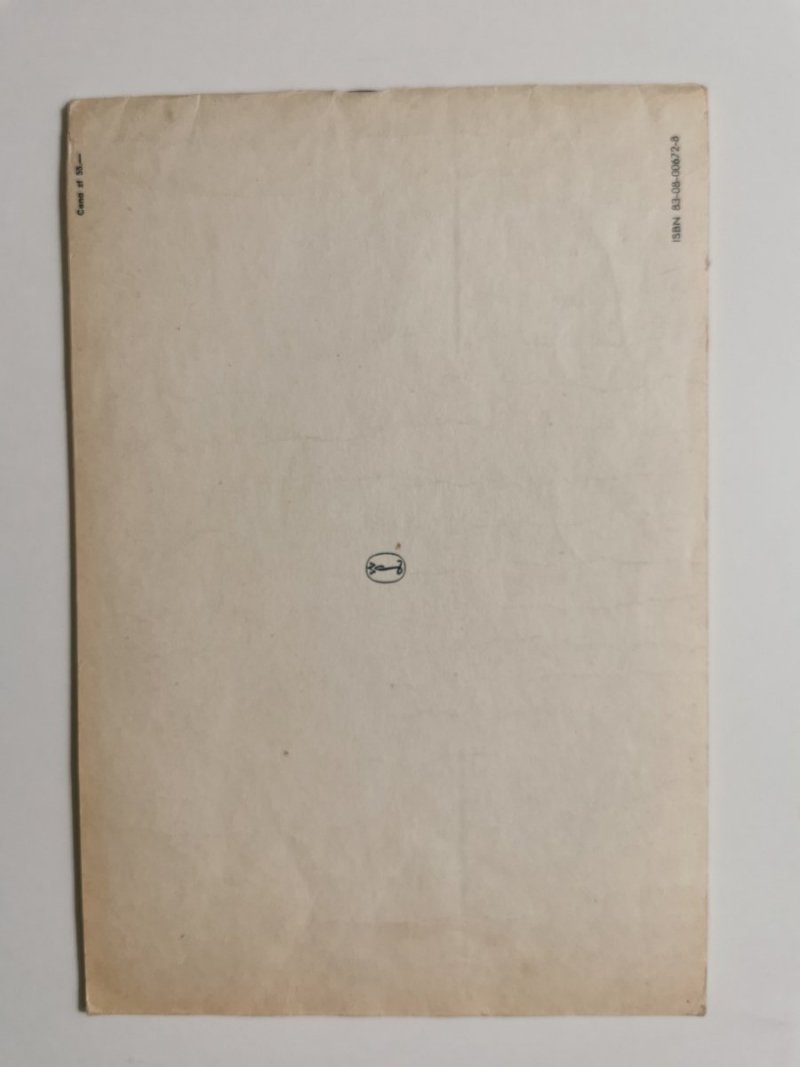 Cena zł 55.—
ISBN 83-08-00672-8